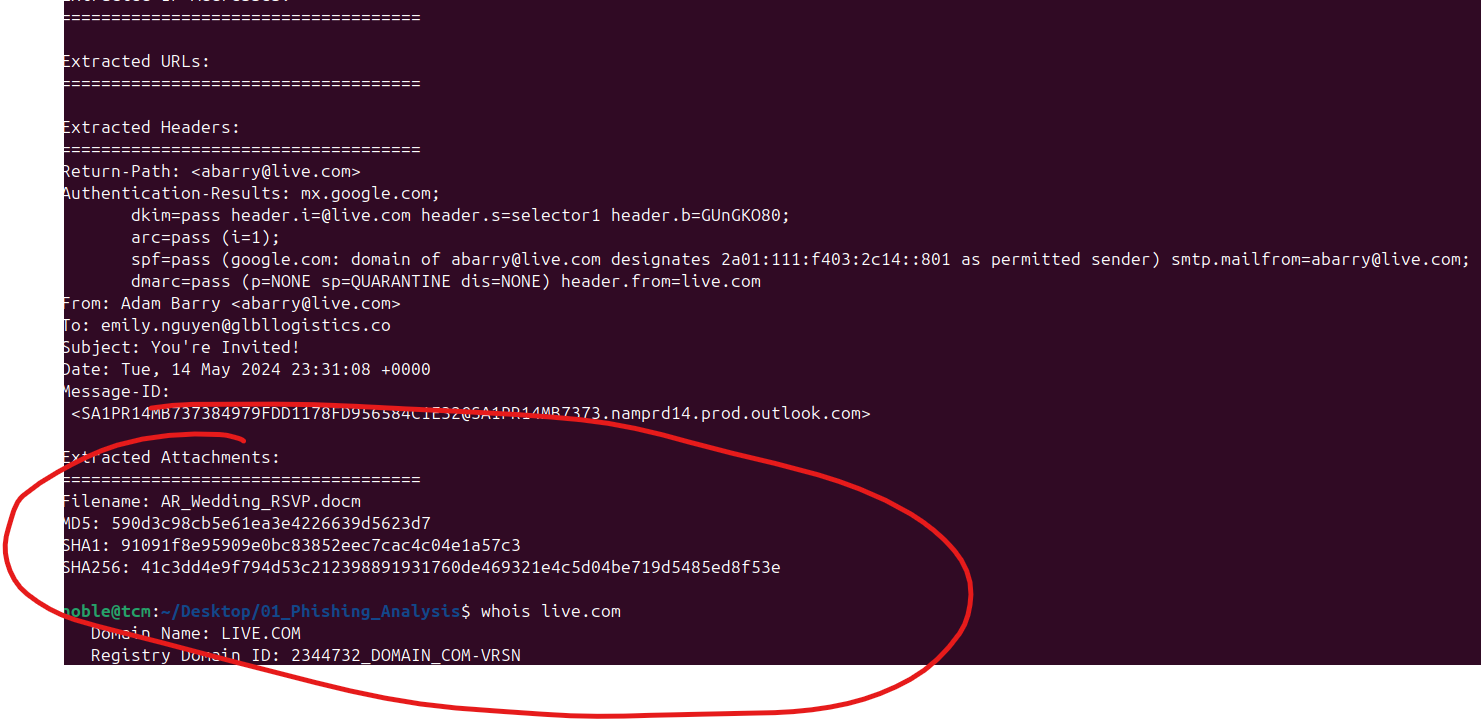 ===================================
Extracted URLs:
===================================
Extracted Headers:
===================================
Return-Path: <abarry@live.com>
Authentication-Results: mx.google.com;
dkim=pass header.i=@live.com header.s=selector1 header.b=GUnGKO80;
arc=pass (i=1);
spf=pass (google.com: domain of abarry@live.com designates 2a01:111:f403:2c14::801 as permitted sender) smtp.mailfrom=abarry@live.com;
dmarc=pass (p=NONE sp=QUARANTINE dis=NONE) header.from=live.com
From: Adam Barry <abarry@live.com>
To: emily.nguyen@glbllogistics.co
Subject: You're Invited!
Date: Tue, 14 May 2024 23:31:08 +0000
Message-ID:
<SA1PR14MB737384979FDD1178FD956584C1E32@SA1PR14MB7373.namprd14.prod.outlook.com>
Extracted Attachments:
===================================
Filename: AR_Wedding_RSVP.docm
MD5: 590d3c98cb5e61ea3e4226639d5623d7
SHA1: 91091f8e95909e0bc83852eec7cac4c04e1a57c3
SHA256: 41c3dd4e9f794d53c212398891931760de469321e4c5d04be719d5485ed8f53e
noble@tcm:~/Desktop/01_Phishing_Analysis$ whois live.com
Domain Name: LIVE.COM
Registry Domain ID: 2344732_DOMAIN_COM-VRSN